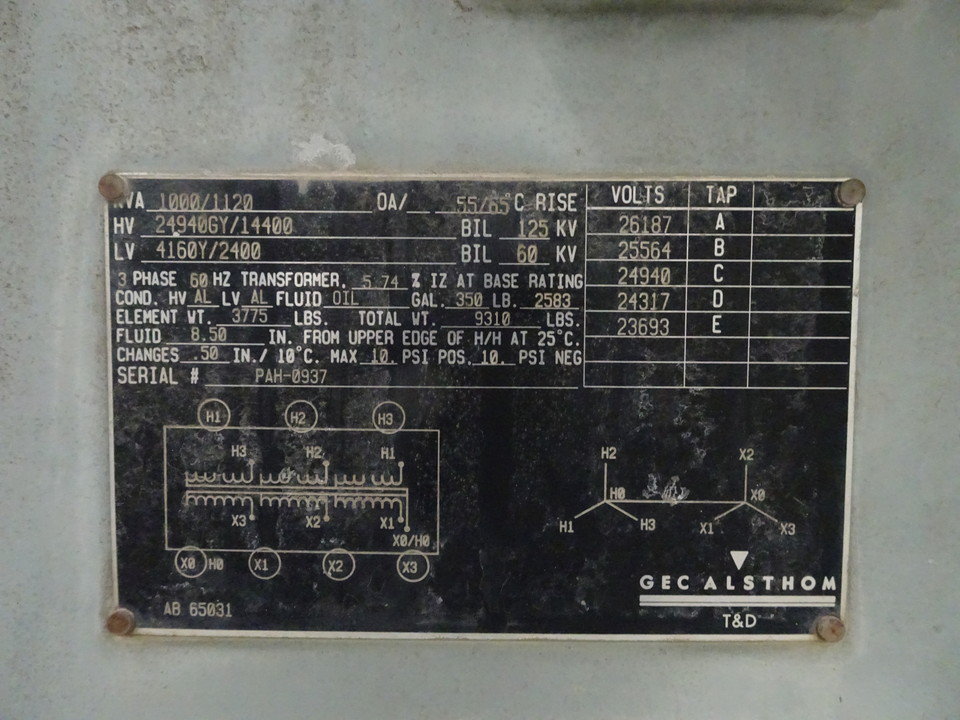 KVA 1000/1120 OA/ 55/65°C RISE
HV 24940GY/14400 BIL 125 KV
LV 4160Y/2400 BIL 60 KV
3 PHASE 60 HZ TRANSFORMER. 5.74 % IZ AT BASE RATING
COND. HV AL LV AL FLUID OIL GAL. 350 LB. 2583
ELEMENT WT. 3775 LBS. TOTAL WT. 9310 LBS.
FLUID 8.50 IN. FROM UPPER EDGE OF H/H AT 25°C.
CHANGES .50 IN./ 10°C. MAX 10 PSI POS. 10 PSI NEG
SERIAL # PAH-0937
VOLTS TAP
26187 A
25564 B
24940 C
24317 D
23693 E
H1 H2 H3
H3 H2 H1
X3 X2 X1
X0/H0
X0 H0 X1 X2 X3
H2 X2
H0 X0
H1 H3 X1 X3
AB 65031
GEC ALSTHOM
T&D